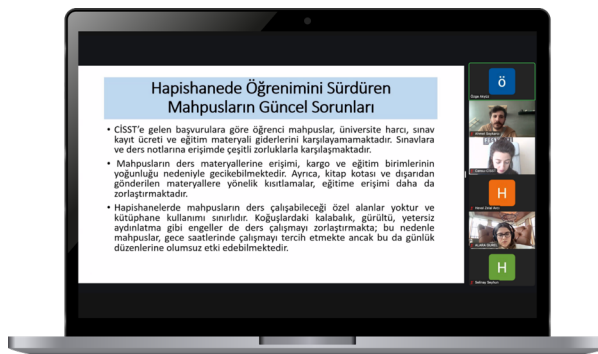 Hapishanede Öğrenimini Sürdüren
Mahpusların Güncel Sorunları
• CİSST'e gelen başvurulara göre öğrenci mahpuslar, üniversite harcı, sınav
kayıt ücreti ve eğitim materyali giderlerini karşılayamamaktadır. Sınavlara
ve ders notlarına erişimde çeşitli zorluklarla karşılaşmaktadır.
• Mahpusların ders materyallerine erişimi, kargo ve eğitim birimlerinin
yoğunluğu nedeniyle gecikebilmektedir. Ayrıca, kitap kotası ve dışarıdan
gönderilen materyallere yönelik kısıtlamalar, eğitime erişimi daha da
zorlaştırmaktadır.
• Hapishanelerde mahpusların ders çalışabileceği özel alanlar yoktur ve
kütüphane kullanımı sınırlıdır. Koğuşlardaki kalabalık, gürültü, yetersiz
aydınlatma gibi engeller de ders çalışmayı zorlaştırmakta; bu nedenle
mahpuslar, gece saatlerinde çalışmayı tercih etmekte ancak bu da günlük
düzenlerine olumsuz etki edebilmektedir.
Ö
H
H